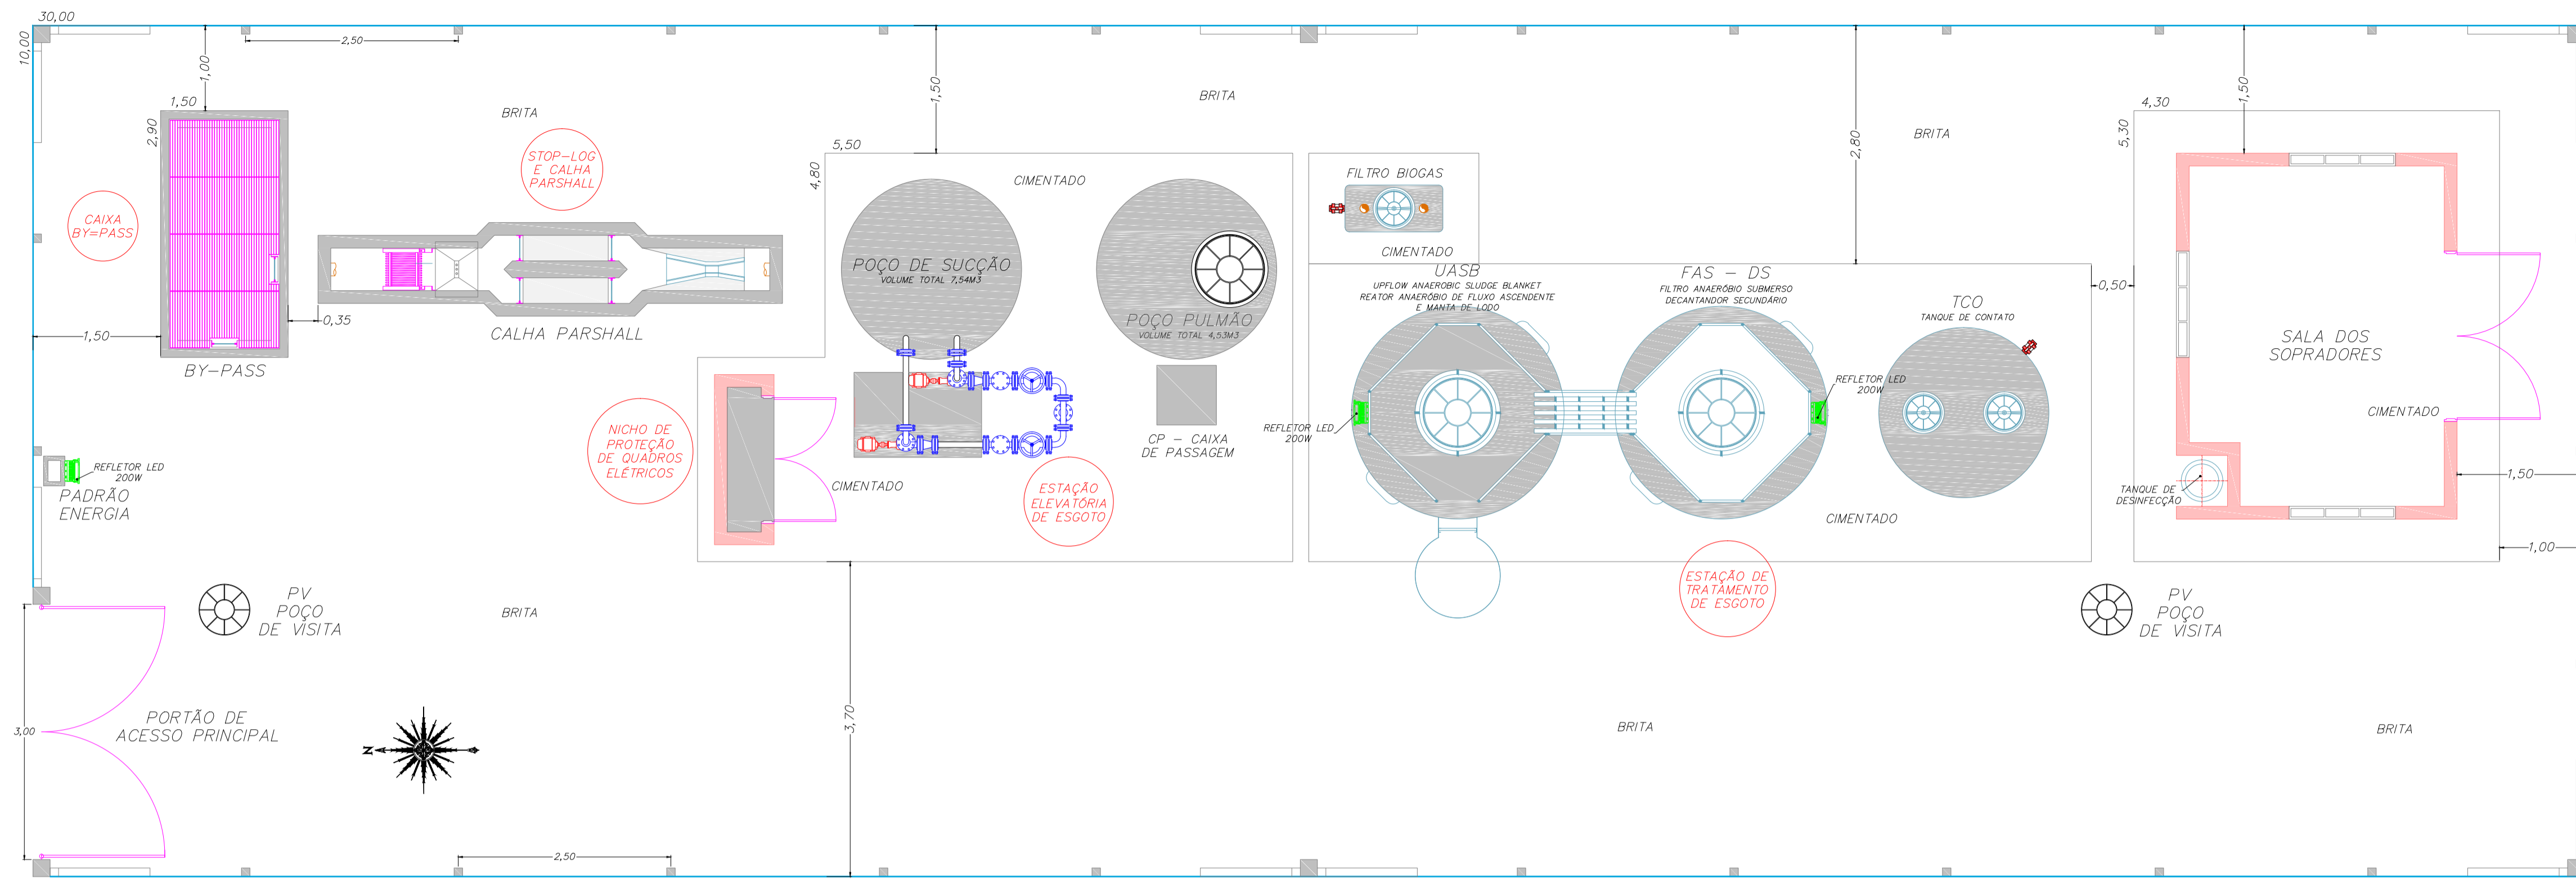 30,00
10,00
2,50
1,00
1,50
2,90
BRITA
STOP-LOG
E CALHA
PARSHALL
CAIXA
BY=PASS
1,50
0,35
BY-PASS
CALHA PARSHALL
1,50
BRITA
5,50
4,80
CIMENTADO
POÇO DE SUCÇÃO
VOLUME TOTAL 7,54M3
POÇO PULMÃO
VOLUME TOTAL 4,53M3
NICHO DE
PROTEÇÃO
DE QUADROS
ELÉTRICOS
CIMENTADO
CP - CAIXA
DE PASSAGEM
ESTAÇÃO
ELEVATÓRIA
DE ESGOTO
FILTRO BIOGAS
CIMENTADO
2,80
BRITA
UASB
UPFLOW ANAEROBIC SLUDGE BLANKET
REATOR ANAERÓBIO DE FLUXO ASCENDENTE
E MANTA DE LODO
FAS - DS
FILTRO ANAERÓBIO SUBMERSO
DECANTANDOR SECUNDÁRIO
TCO
TANQUE DE CONTATO
REFLETOR LED
200W
REFLETOR LED
200W
CIMENTADO
ESTAÇÃO DE
TRATAMENTO
DE ESGOTO
0,50
4,30
5,30
1,50
SALA DOS
SOPRADORES
CIMENTADO
TANQUE DE
DESINFECÇÃO
1,50
1,00
REFLETOR LED
200W
PADRÃO
ENERGIA
PV
POÇO
DE VISITA
BRITA
PV
POÇO
DE VISITA
PORTÃO DE
ACESSO PRINCIPAL
3,00
N
3,70
BRITA
BRITA
2,50